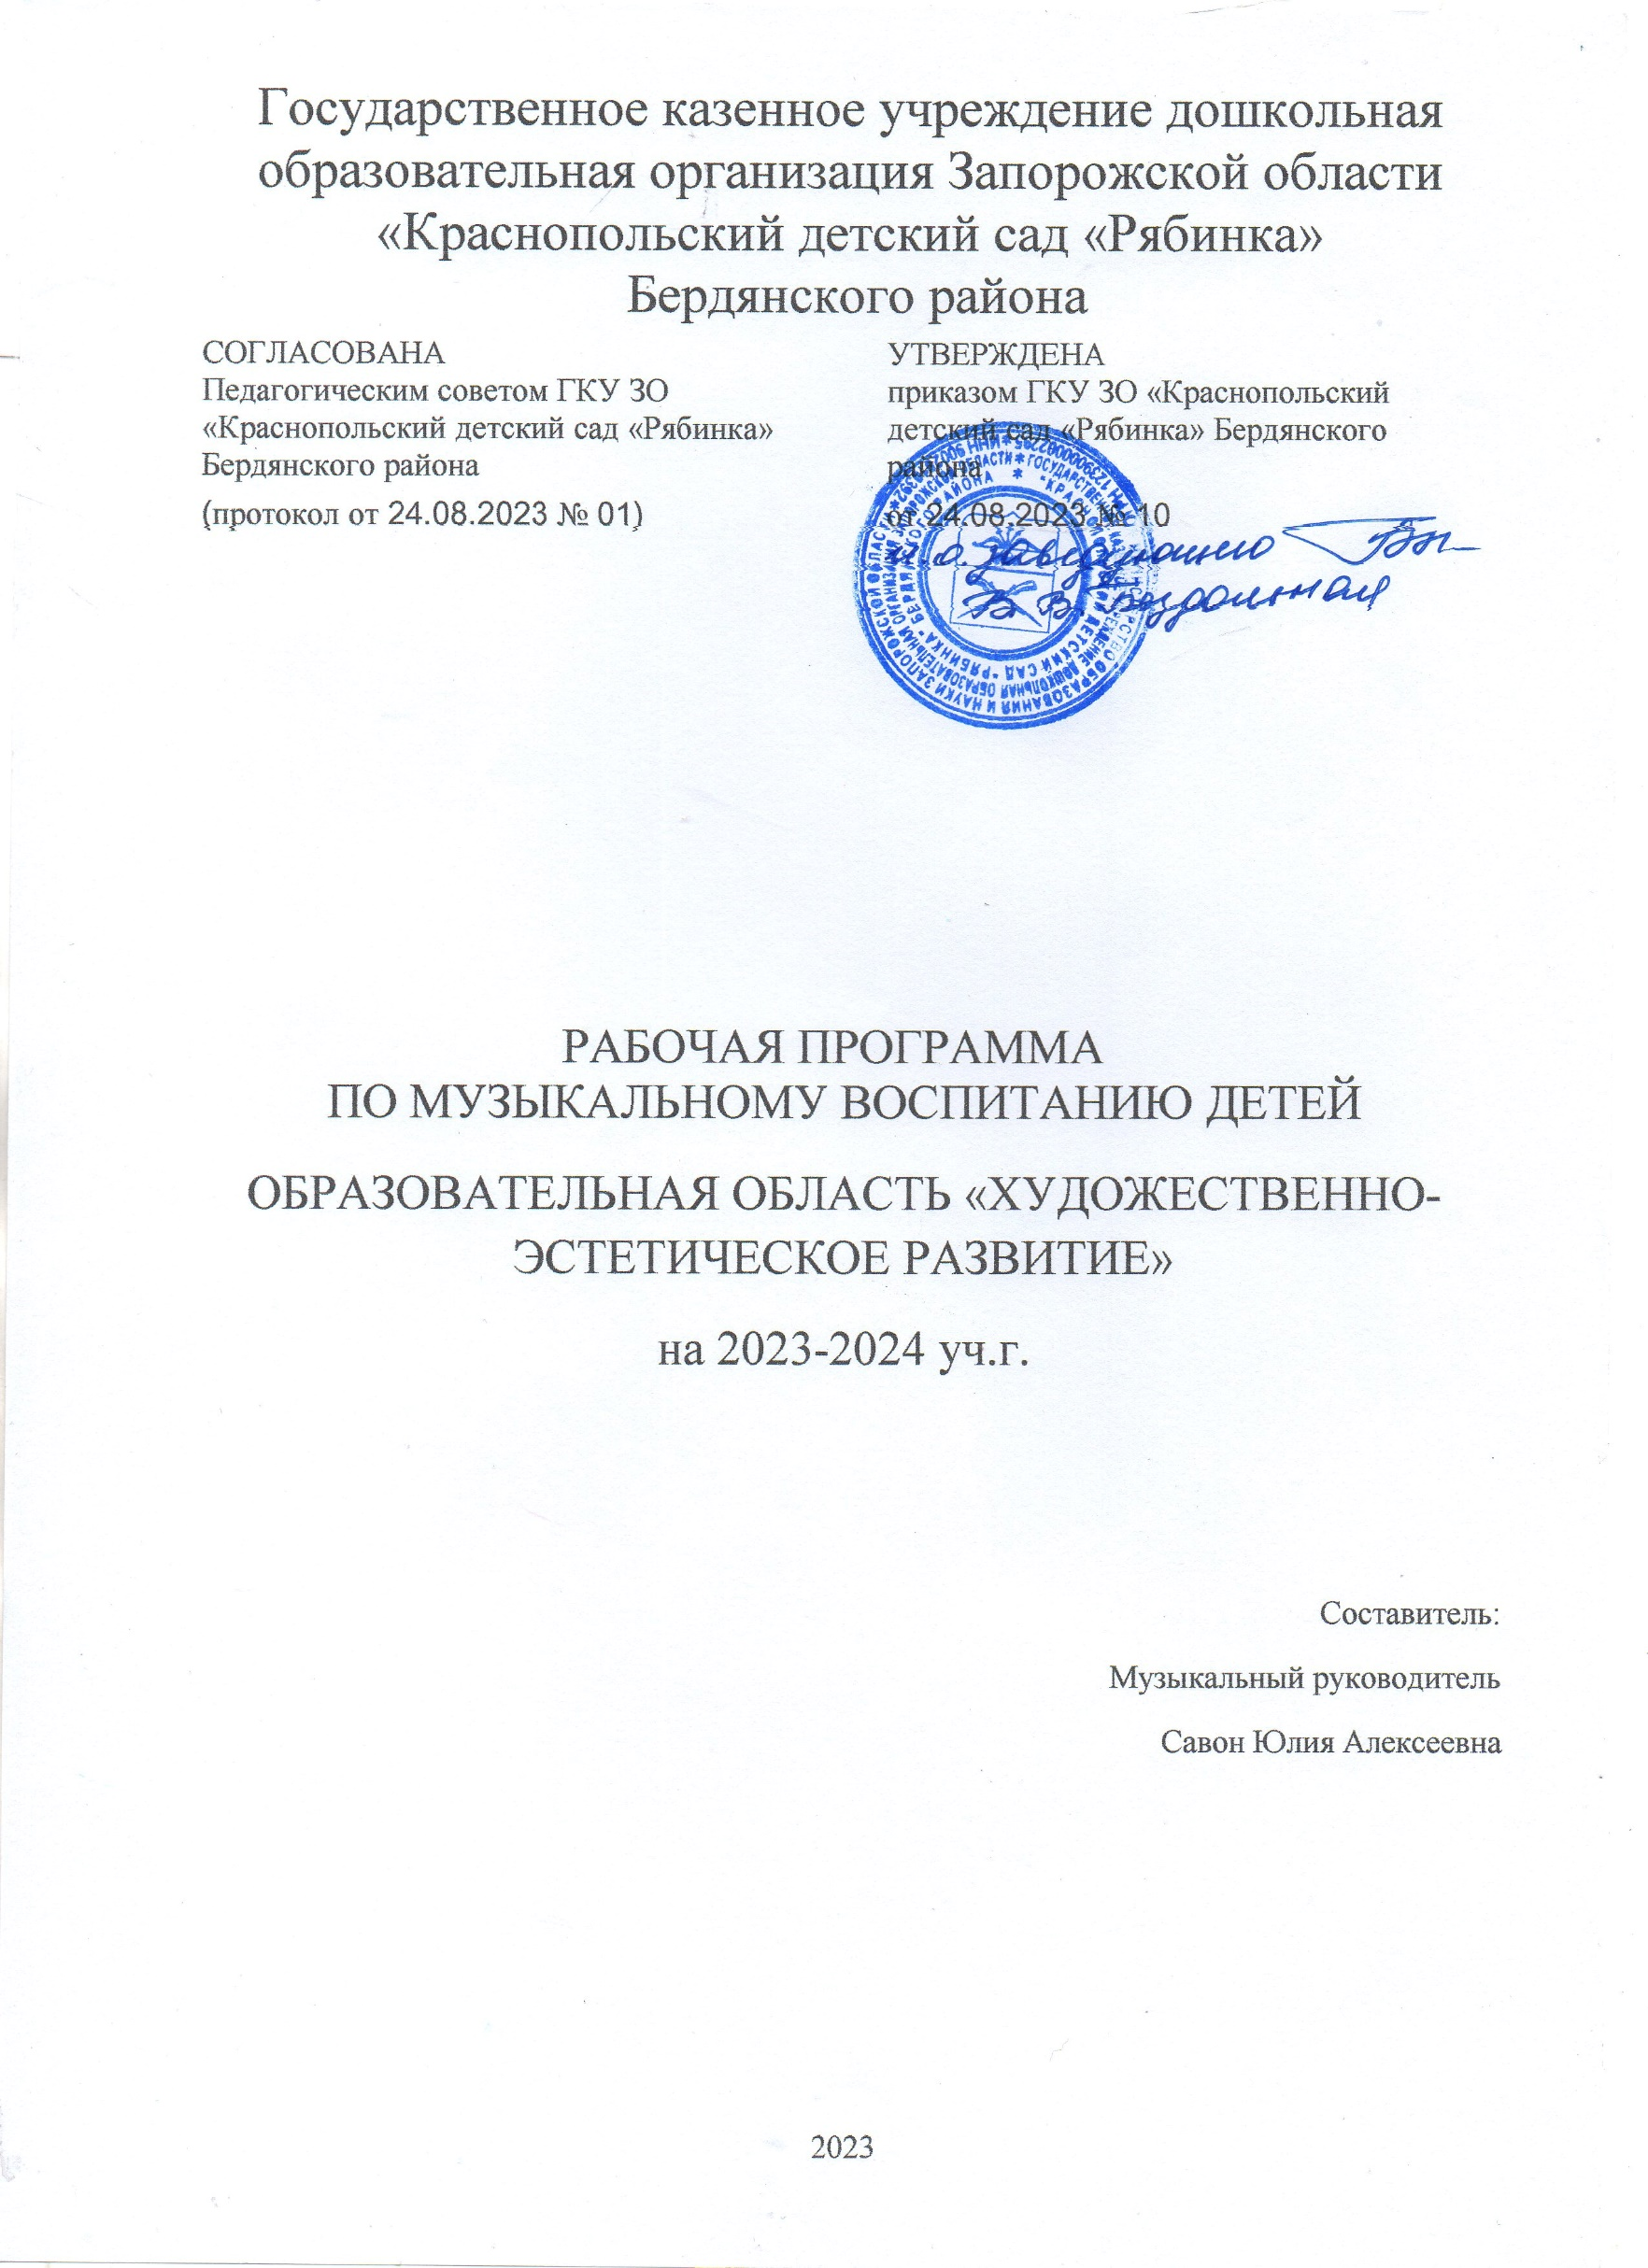 Государственное казенное учреждение дошкольная
образовательная организация Запорожской области
«Краснопольский детский сад «Рябинка»
Бердянского района
СОГЛАСОВАНА
Педагогическим советом ГКУ ЗО
«Краснопольский детский сад «Рябинка»
Бердянского района
(протокол от 24.08.2023 № 01)
УТВЕРЖДЕНА
приказом ГКУ ЗО «Краснопольский
детский сад «Рябинка» Бердянского
района
от 24.08.2023 № 10
и.о. заведующего
В. В.
РАБОЧАЯ ПРОГРАММА
ПО МУЗЫКАЛЬНОМУ ВОСПИТАНИЮ ДЕТЕЙ
ОБРАЗОВАТЕЛЬНАЯ ОБЛАСТЬ «ХУДОЖЕСТВЕННО-
ЭСТЕТИЧЕСКОЕ РАЗВИТИЕ»
на 2023-2024 уч.г.
Составитель:
Музыкальный руководитель
Савон Юлия Алексеевна
2023